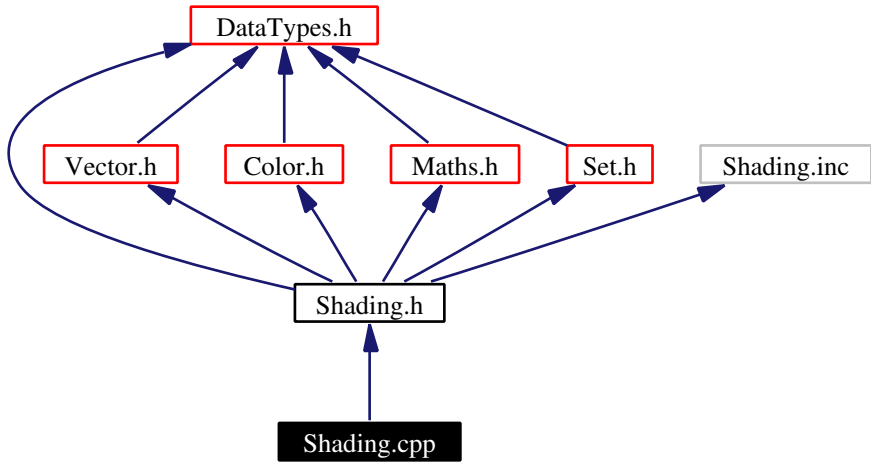 DataTypes.h
Vector.h
Color.h
Maths.h
Set.h
Shading.inc
Shading.h
Shading.cpp